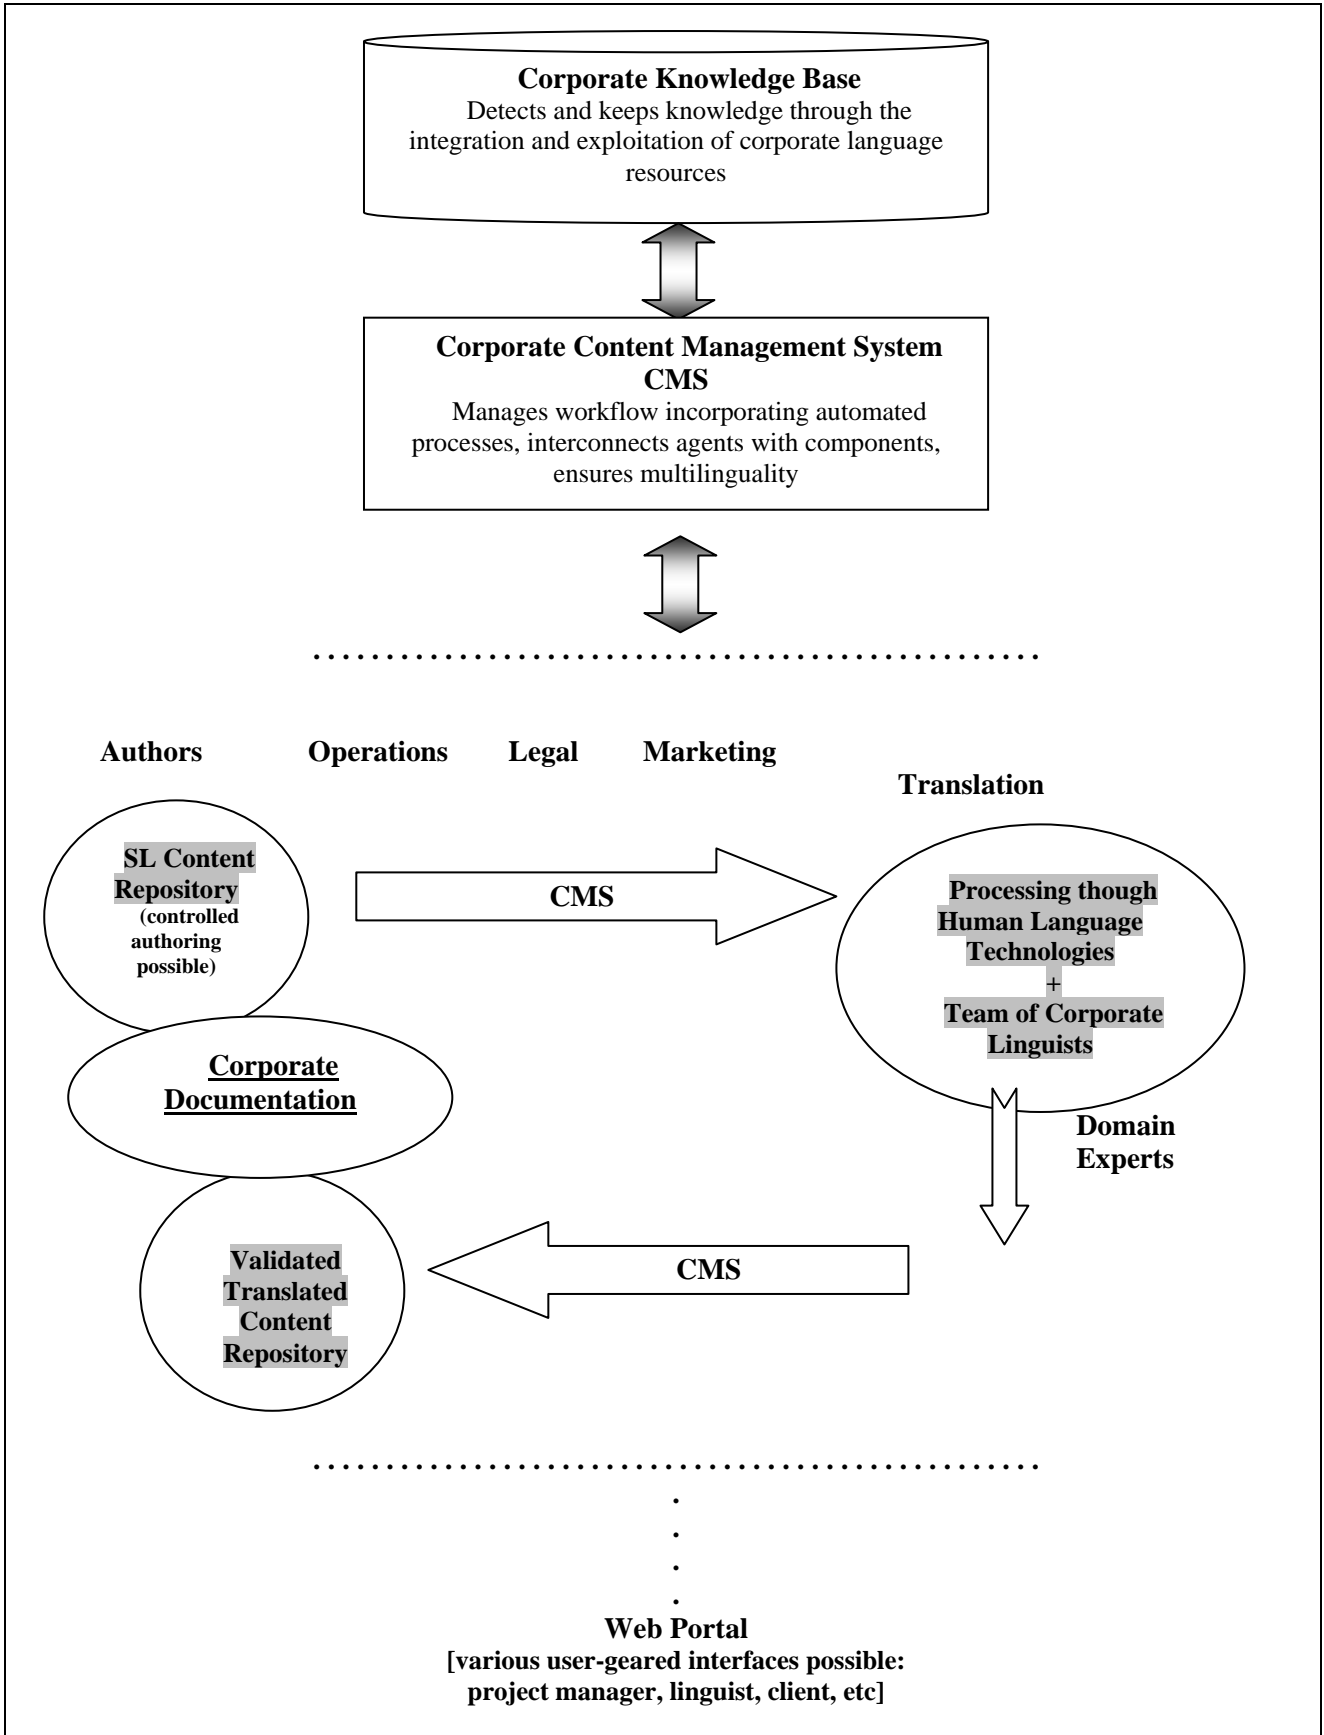 Corporate Knowledge Base
Detects and keeps knowledge through the
integration and exploitation of corporate language
resources
Corporate Content Management System
CMS
Manages workflow incorporating automated
processes, interconnects agents with components,
ensures multilinguality
. . . . . . . . . . . . . . . . . . . . . . . . . . . . . . . . . . . . . . . . . . . . . . . . . . .
Authors Operations Legal Marketing
Translation
SL Content
Repository
(controlled
authoring
possible)
CMS
Processing though
Human Language
Technologies
+
Team of Corporate
Linguists
Corporate
Documentation
Domain
Experts
CMS
Validated
Translated
Content
Repository
. . . . . . . . . . . . . . . . . . . . . . . . . . . . . . . . . . . . . . . . . . . . . . . . . . .
.
.
.
.
Web Portal
[various user-geared interfaces possible:
project manager, linguist, client, etc]